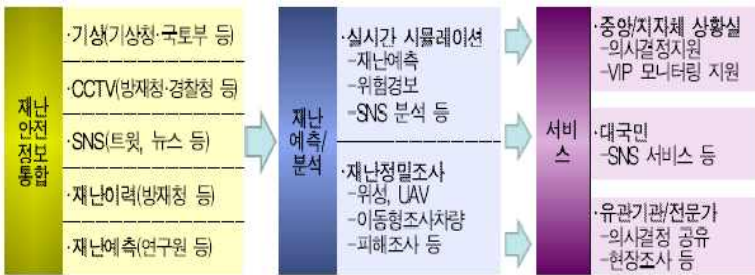 재난
안전
정보
통합
·기상(기상청·국토부 등)
·CCTV(방재청·경찰청 등)
·SNS(트윗, 뉴스 등)
·재난이력(방재청 등)
·재난예측(연구원 등)
재난
예측/
분석
·실시간 시뮬레이션
-재난예측
-위험경보
-SNS 분석 등
·재난정밀조사
-위성, UAV
-이동형조사차량
-피해조사 등
서비
스
·중앙/지자체 상황실
-의사결정지원
-VIP 모니터링 지원
·대국민
-SNS 서비스 등
·유관기관/전문가
-의사결정 공유
-현장조사 등